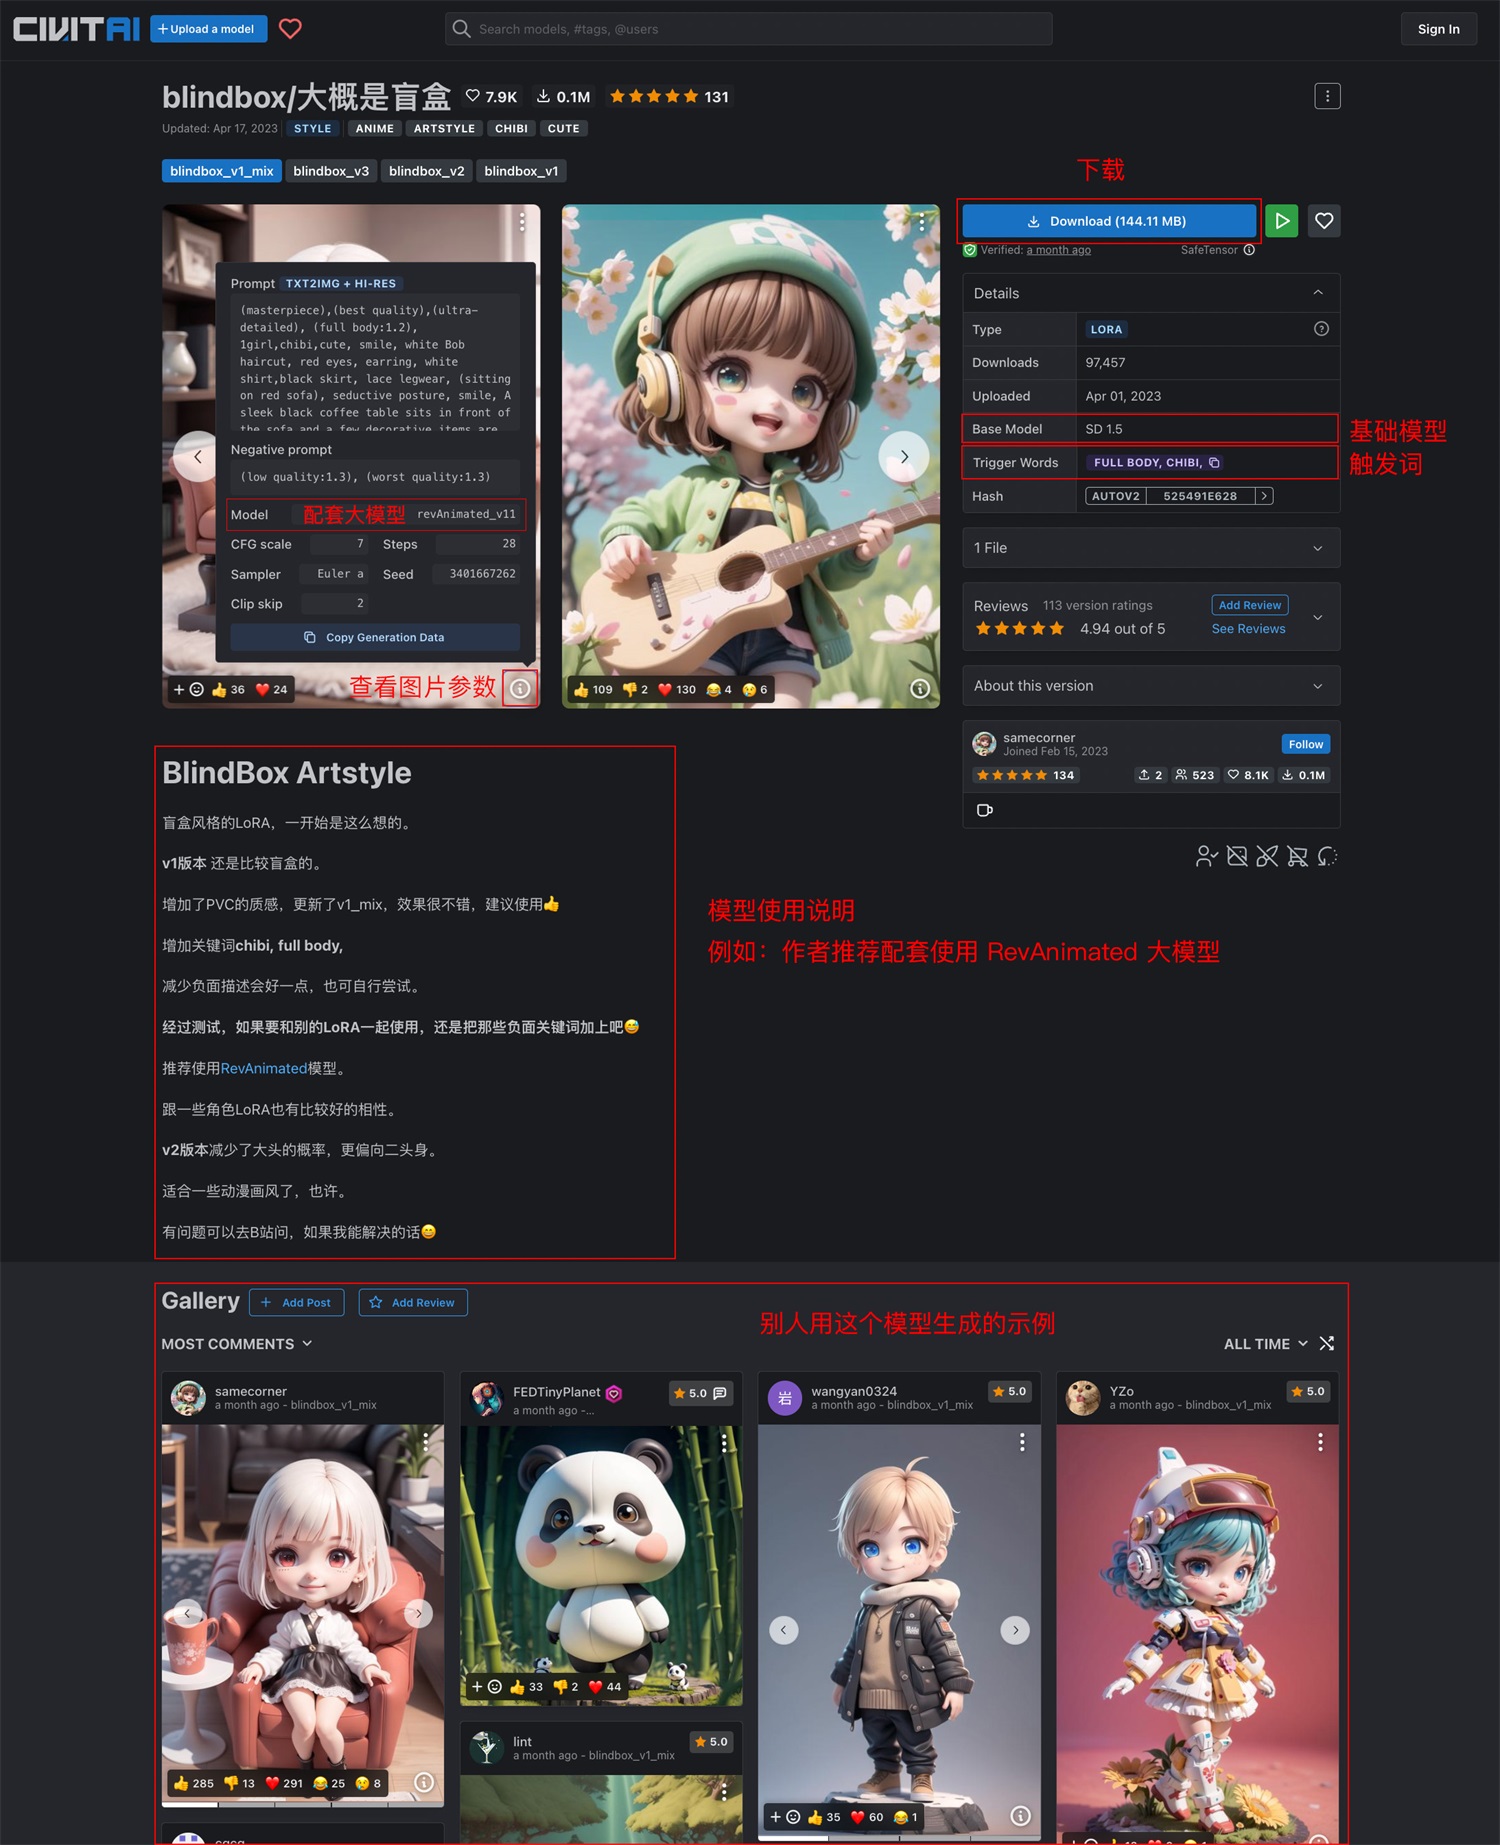 CIVITAI
+ Upload a model
Search models, #tags, @users
Sign In
blindbox/大概是盲盒 7.9K 0.1M 131
Updated: Apr 17, 2023 STYLE ANIME ARTSTYLE CHIBI CUTE
blindbox_v1_mix blindbox_v3 blindbox_v2 blindbox_v1
下载
Download (144.11 MB)
Verified: a month ago SafeTensor
Prompt TXT2IMG + HI-RES
(masterpiece),(best quality),(ultra-
detailed), (full body:1.2),
1girl,chibi,cute, smile, white Bob
haircut, red eyes, earring, white
shirt,black skirt, lace legwear, (sitting
on red sofa), seductive posture, smile, A
sleek black coffee table sits in front of
the sofa and a few decorative items are
Negative prompt
(low quality:1.3), (worst quality:1.3)
Model 配套大模型 revAnimated_v11
CFG scale 7 Steps 28
Sampler Euler a Seed 3401667262
Clip skip 2
Copy Generation Data
36 24
查看图片参数
109 2 130 4 6
Details
Type LORA
Downloads 97,457
Uploaded Apr 01, 2023
Base Model SD 1.5
基础模型
Trigger Words FULL BODY, CHIBI,
触发词
Hash AUTOV2 525491E628
1 File
Reviews 113 version ratings Add Review
4.94 out of 5 See Reviews
About this version
samecorner
Joined Feb 15, 2023
Follow
134 2 523 8.1K 0.1M
BlindBox Artstyle
盲盒风格的LoRA，一开始是这么想的。
v1版本 还是比较盲盒的。
增加了PVC的质感，更新了v1_mix，效果很不错，建议使用👍
增加关键词chibi, full body,
减少负面描述会好一点，也可自行尝试。
经过测试，如果要和别的LoRA一起使用，还是把那些负面关键词加上吧😅
推荐使用RevAnimated模型。
跟一些角色LoRA也有比较好的相性。
v2版本减少了大头的概率，更偏向二头身。
适合一些动漫画风了，也许。
有问题可以去B站问，如果我能解决的话😊
模型使用说明
例如：作者推荐配套使用 RevAnimated 大模型
Gallery + Add Post Add Review
别人用这个模型生成的示例
MOST COMMENTS ALL TIME
samecorner
a month ago - blindbox_v1_mix
285 13 291 25 8
FEDTinyPlanet 5.0
a month ago -...
33 2 44
lint 5.0
a month ago - blindbox_v1_mix
岩
wangyan0324 5.0
a month ago - blindbox_v1_mix
35 60 1
YZo 5.0
a month ago - blindbox_v1_mix